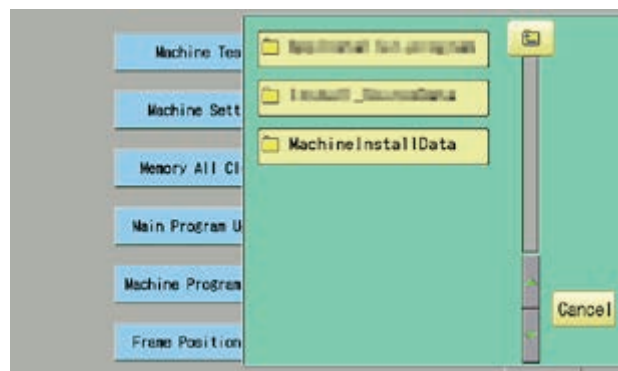 Machine Tes
Machine Sett
Memory All Cl
Main Program U
Machine Program
Frame Position
MachineInstallData
Cancel